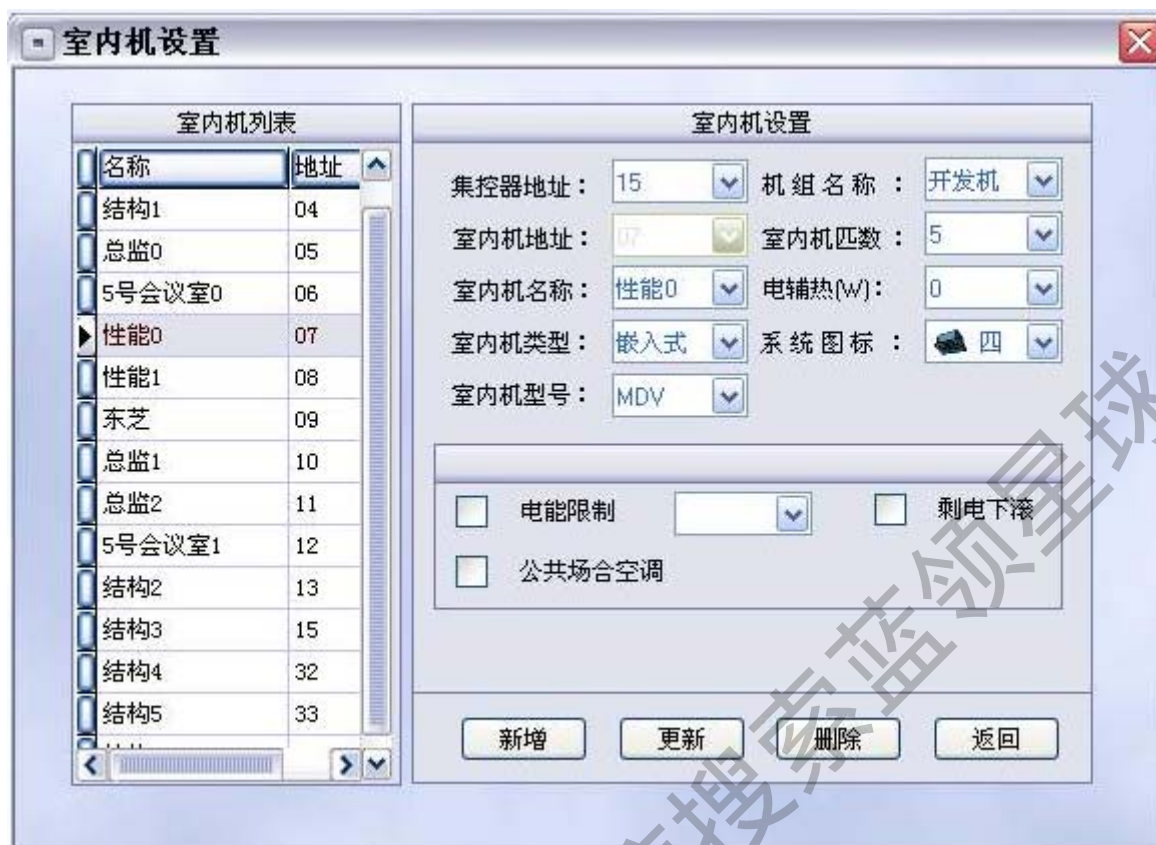 室内机设置
室内机列表
名称 地址
结构1 04
总监0 05
5号会议室0 06
性能0 07
性能1 08
东芝 09
总监1 10
总监2 11
5号会议室1 12
结构2 13
结构3 15
结构4 32
结构5 33
室内机设置
集控器地址： 15 机组名称： 开发机
室内机地址： 07 室内机匹数： 5
室内机名称： 性能0 电辅热(W)： 0
室内机类型： 嵌入式 系统图标： 四
室内机型号： MDV
电能限制 剩电下滚
公共场合空调
新增 更新 删除 返回
搜索蓝领星球